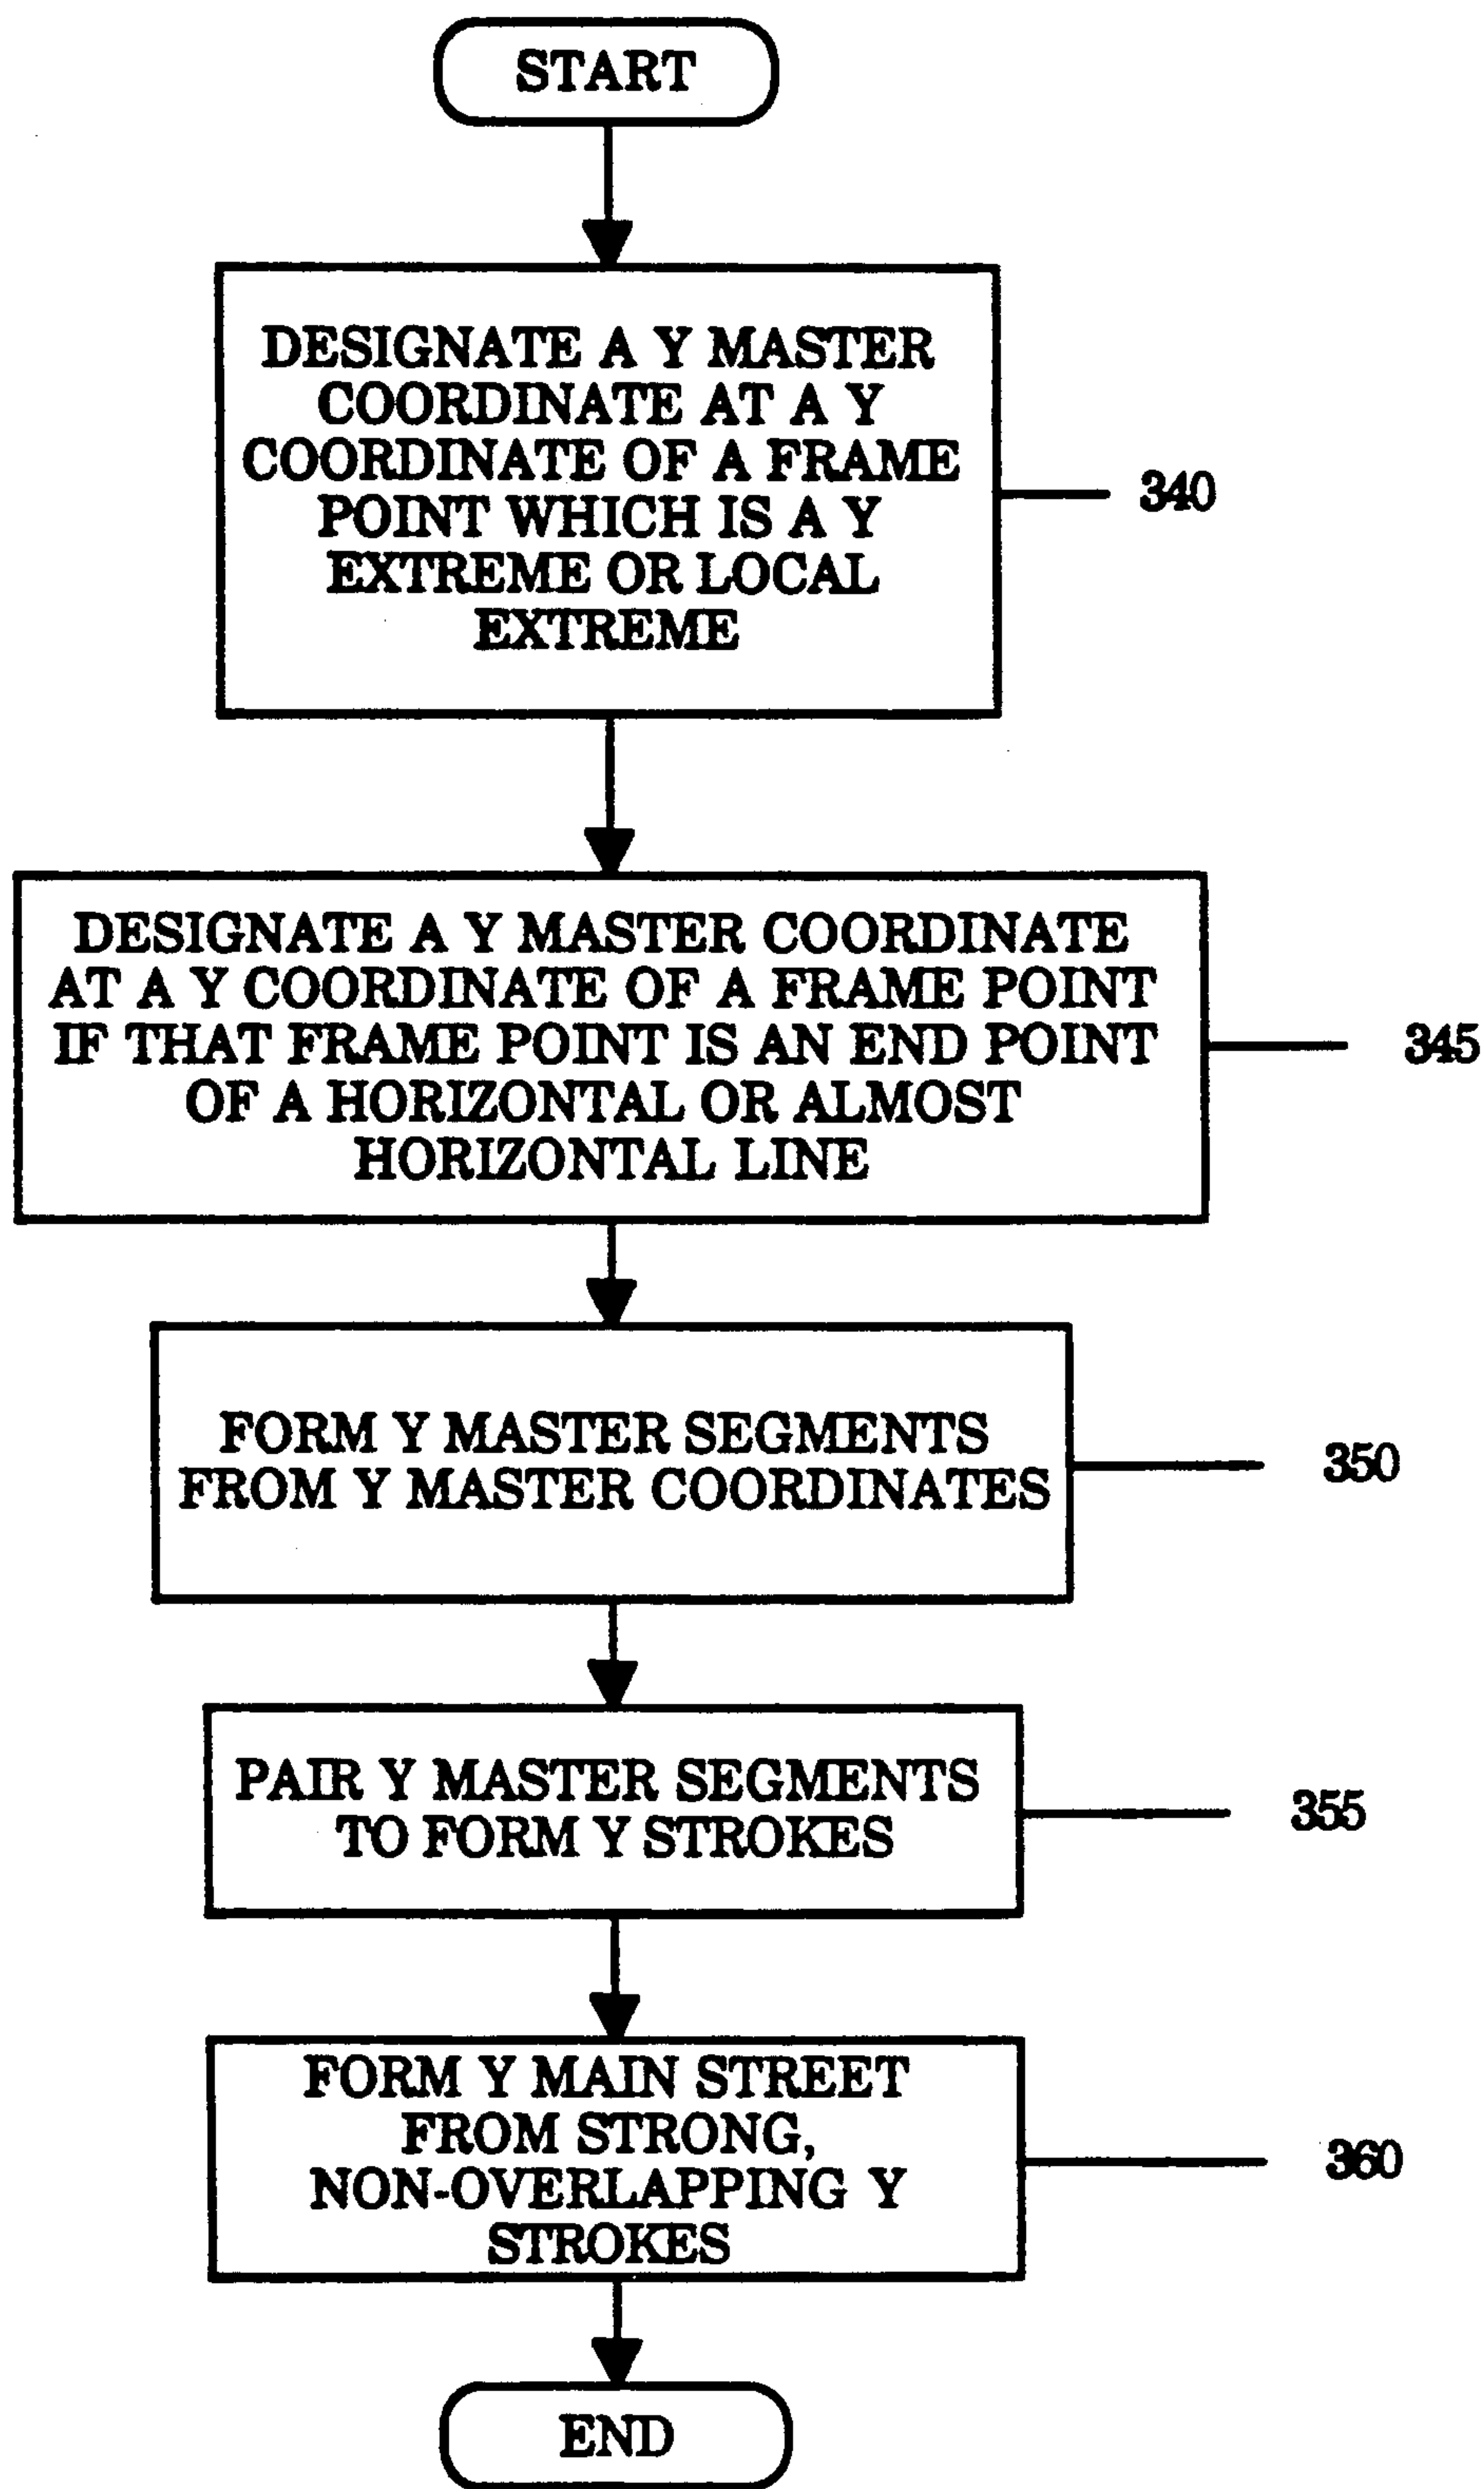 START
DESIGNATE A Y MASTER
COORDINATE AT A Y
COORDINATE OF A FRAME
POINT WHICH IS A Y
EXTREME OR LOCAL
EXTREME
340
DESIGNATE A Y MASTER COORDINATE
AT A Y COORDINATE OF A FRAME POINT
IF THAT FRAME POINT IS AN END POINT
OF A HORIZONTAL OR ALMOST
HORIZONTAL LINE
345
FORM Y MASTER SEGMENTS
FROM Y MASTER COORDINATES
350
PAIR Y MASTER SEGMENTS
TO FORM Y STROKES
355
FORM Y MAIN STREET
FROM STRONG,
NON-OVERLAPPING Y
STROKES
360
END